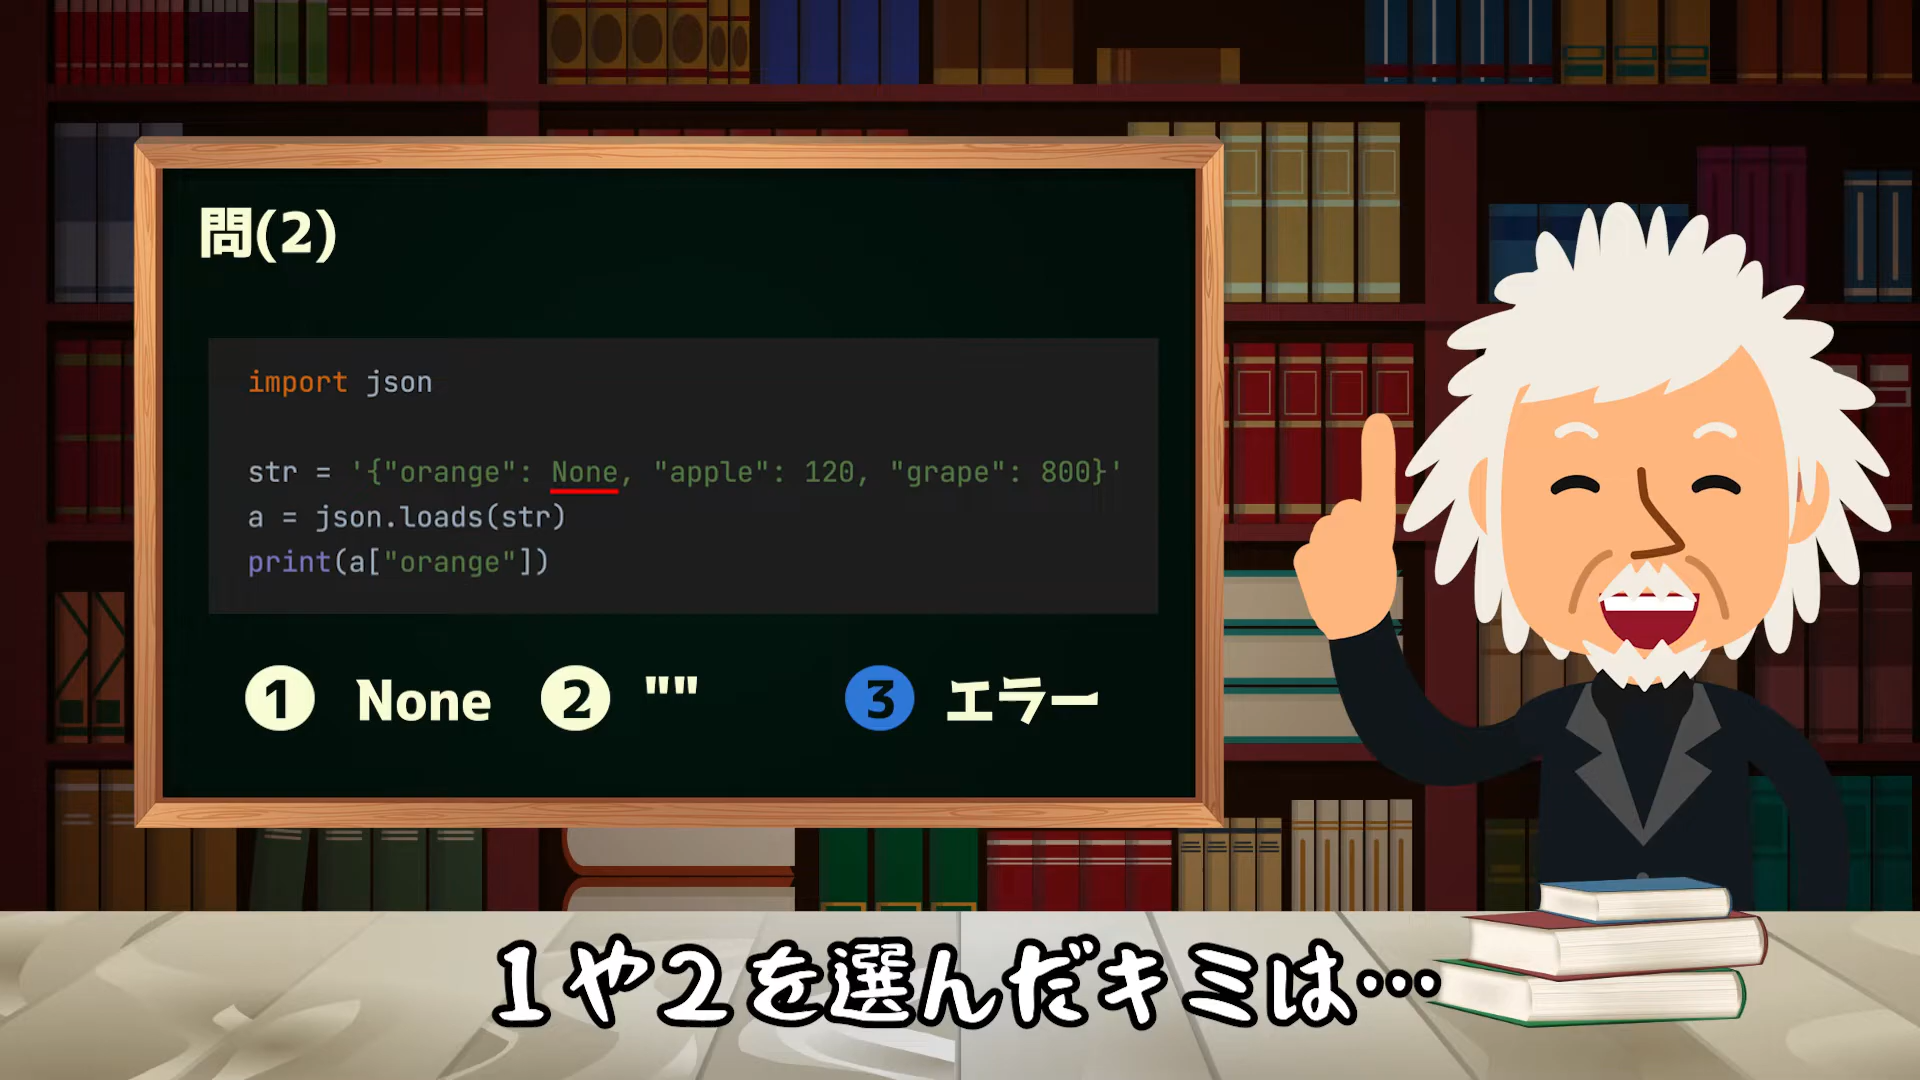 問(2)
import json
str = '{"orange": None, "apple": 120, "grape": 800}'
a = json.loads(str)
print(a["orange"])
1 None 2 "" 3 エラー
1や2を選んだキミは…